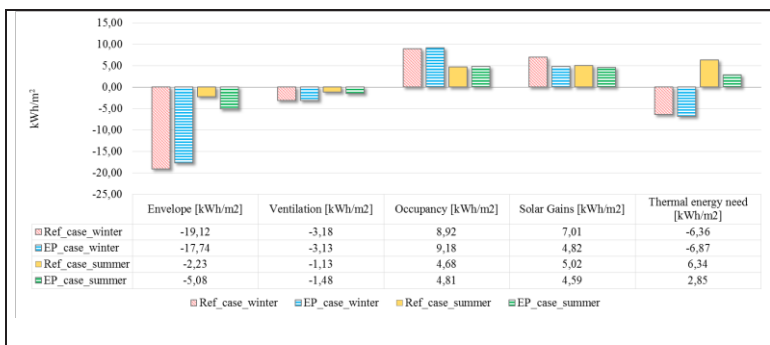 15,00
10,00
5,00
0,00
-5,00
-10,00
-15,00
-20,00
-25,00
kWh/m²
Envelope [kWh/m2] Ventilation [kWh/m2] Occupancy [kWh/m2] Solar Gains [kWh/m2] Thermal energy need
[kWh/m2]
Ref_case_winter -19,12 -3,18 8,92 7,01 -6,36
EP_case_winter -17,74 -3,13 9,18 4,82 -6,87
Ref_case_summer -2,23 -1,13 4,68 5,02 6,34
EP_case_summer -5,08 -1,48 4,81 4,59 2,85
Ref_case_winter EP_case_winter Ref_case_summer EP_case_summer